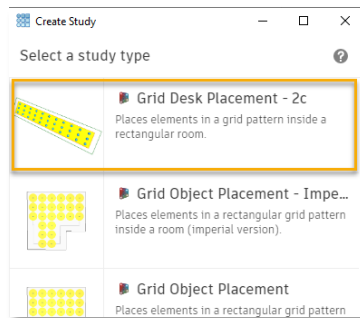 Create Study
Select a study type
Grid Desk Placement - 2c
Places elements in a grid pattern inside a
rectangular room.
Grid Object Placement - Impe...
Places elements in a rectangular grid pattern
inside a room (imperial version).
Grid Object Placement
Places elements in a rectangular grid pattern